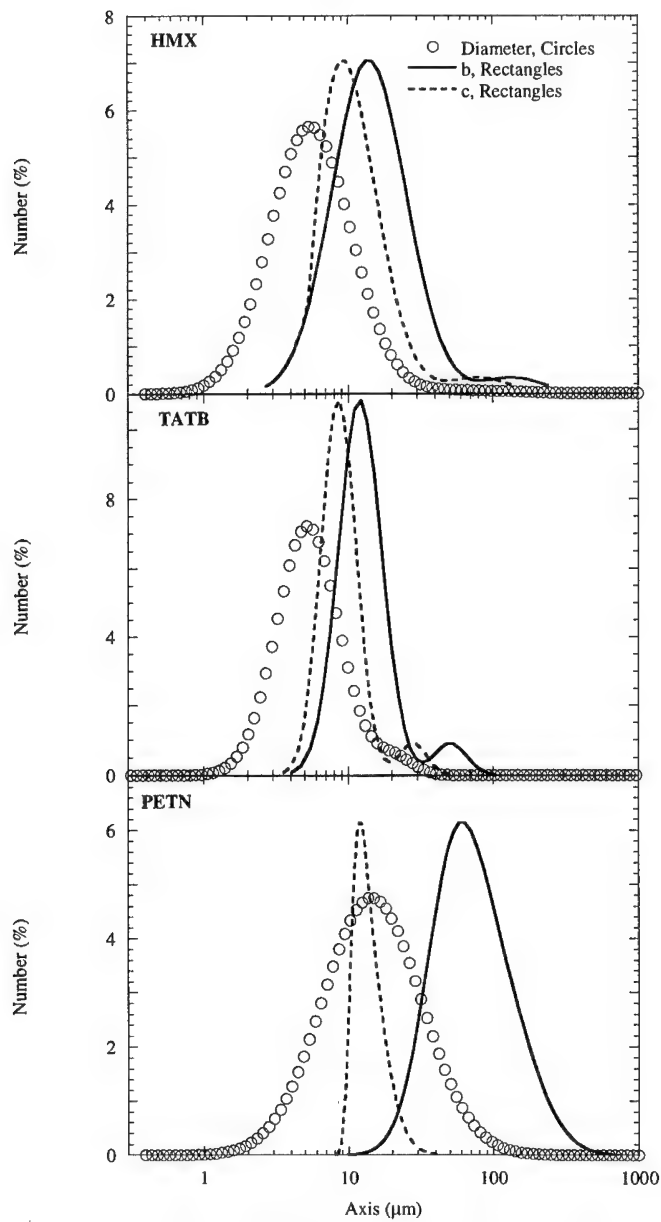 8
HMX
Diameter, Circles
b, Rectangles
c, Rectangles
6
4
2
0
Number (%)
TATB
8
4
0
Number (%)
PETN
6
4
2
0
Number (%)
1
10
100
1000
Axis (µm)